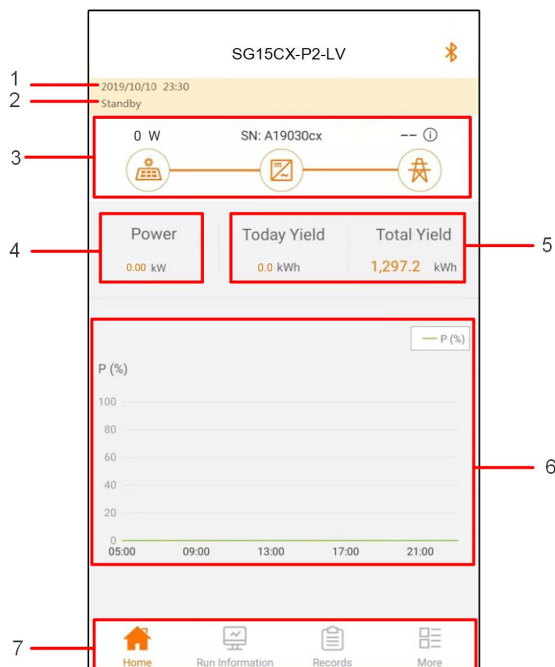 SG15CX-P2-LV
1
2019/10/10 23:30
2
Standby
3
0 W SN: A19030cx --
4
Power Today Yield Total Yield
5
0.00 kW 0.0 kWh 1,297.2 kWh
P (%)
P (%)
100
80
60
6
40
20
0
05:00 09:00 13:00 17:00 21:00
7
Home Run Information Records More